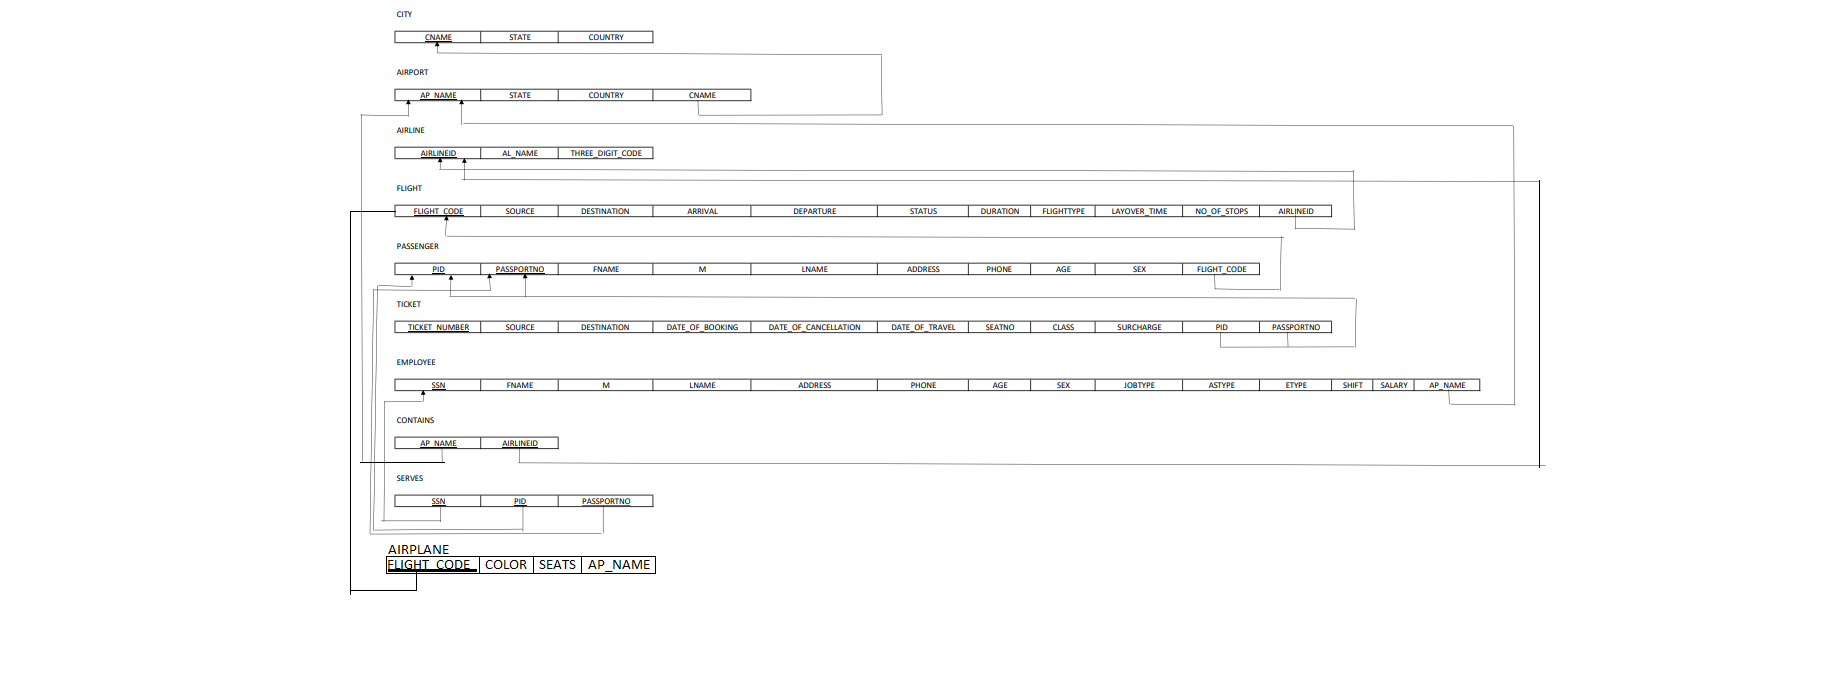 CITY
CNAME STATE COUNTRY
AIRPORT
AP_NAME STATE COUNTRY CNAME
AIRLINE
AIRLINEID AL_NAME THREE_DIGIT_CODE
FLIGHT
FLIGHT_CODE SOURCE DESTINATION ARRIVAL DEPARTURE STATUS DURATION FLIGHTTYPE LAYOVER_TIME NO_OF_STOPS AIRLINEID
PASSENGER
PID PASSPORTNO FNAME M LNAME ADDRESS PHONE AGE SEX FLIGHT_CODE
TICKET
TICKET_NUMBER SOURCE DESTINATION DATE_OF_BOOKING DATE_OF_CANCELLATION DATE_OF_TRAVEL SEATNO CLASS SURCHARGE PID PASSPORTNO
EMPLOYEE
SSN FNAME M LNAME ADDRESS PHONE AGE SEX JOBTYPE ASTYPE ETYPE SHIFT SALARY AP_NAME
CONTAINS
AP_NAME AIRLINEID
SERVES
SSN PID PASSPORTNO
AIRPLANE
FLIGHT_CODE COLOR SEATS AP_NAME